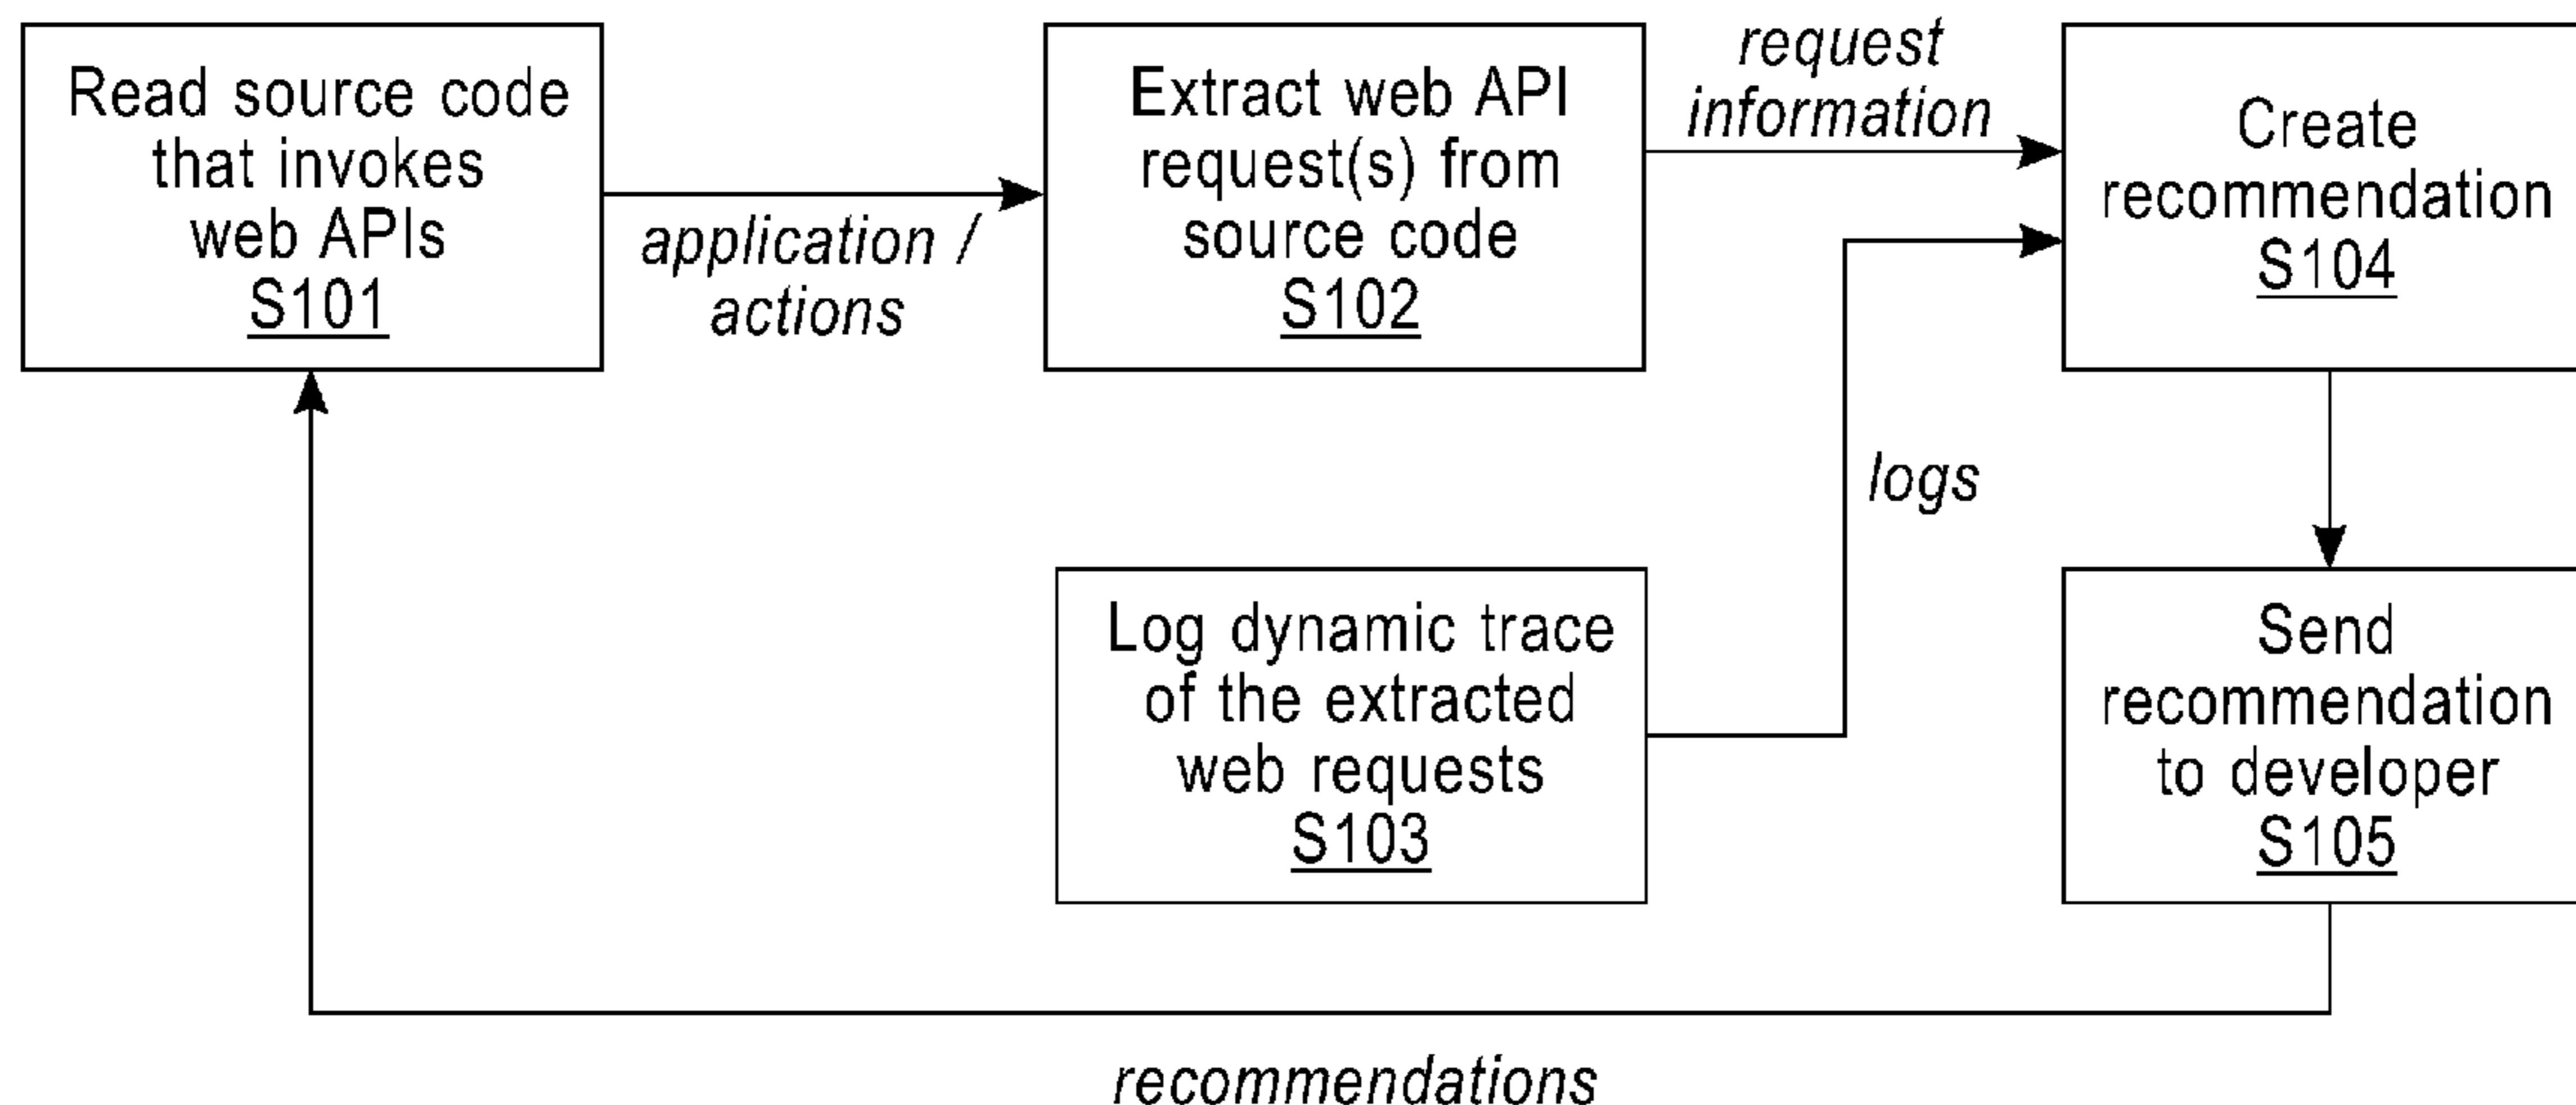 Read source code
that invokes
web APIs
S101
application /
actions
Extract web API
request(s) from
source code
S102
request
information
Create
recommendation
S104
logs
Log dynamic trace
of the extracted
web requests
S103
Send
recommendation
to developer
S105
recommendations